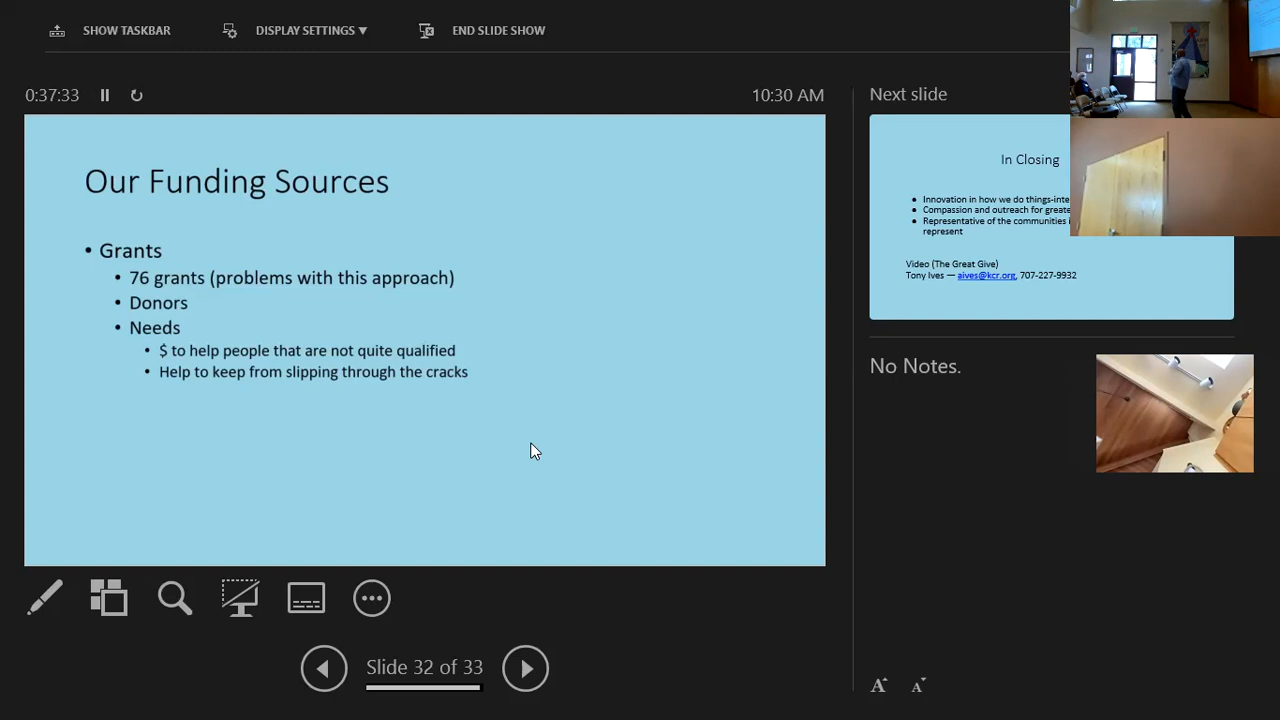 SHOW TASKBAR
DISPLAY SETTINGS ▼
END SLIDE SHOW
0:37:33
10:30 AM
Our Funding Sources
• Grants
• 76 grants (problems with this approach)
• Donors
• Needs
• $ to help people that are not quite qualified
• Help to keep from slipping through the cracks
Slide 32 of 33
Next slide
In Closing
• Innovation in how we do things-inte
• Compassion and outreach for greate
• Representative of the communities
represent
Video (The Great Give)
Tony Ives — aives@kcr.org, 707-227-9932
No Notes.
A A